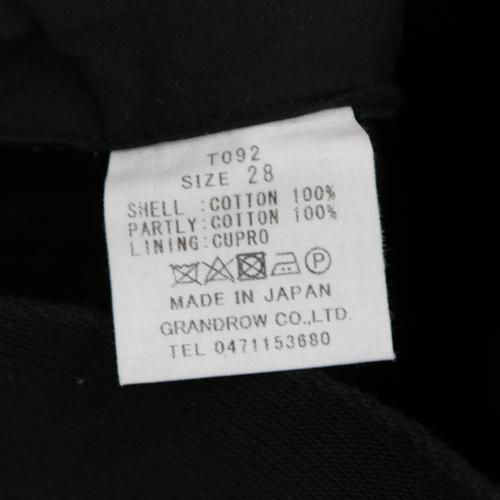 T092
SIZE 28
SHELL :COTTON 100%
PARTLY:COTTON 100%
LINING:CUPRO
P
MADE IN JAPAN
GRANDROW CO.,LTD.
TEL 0471153680